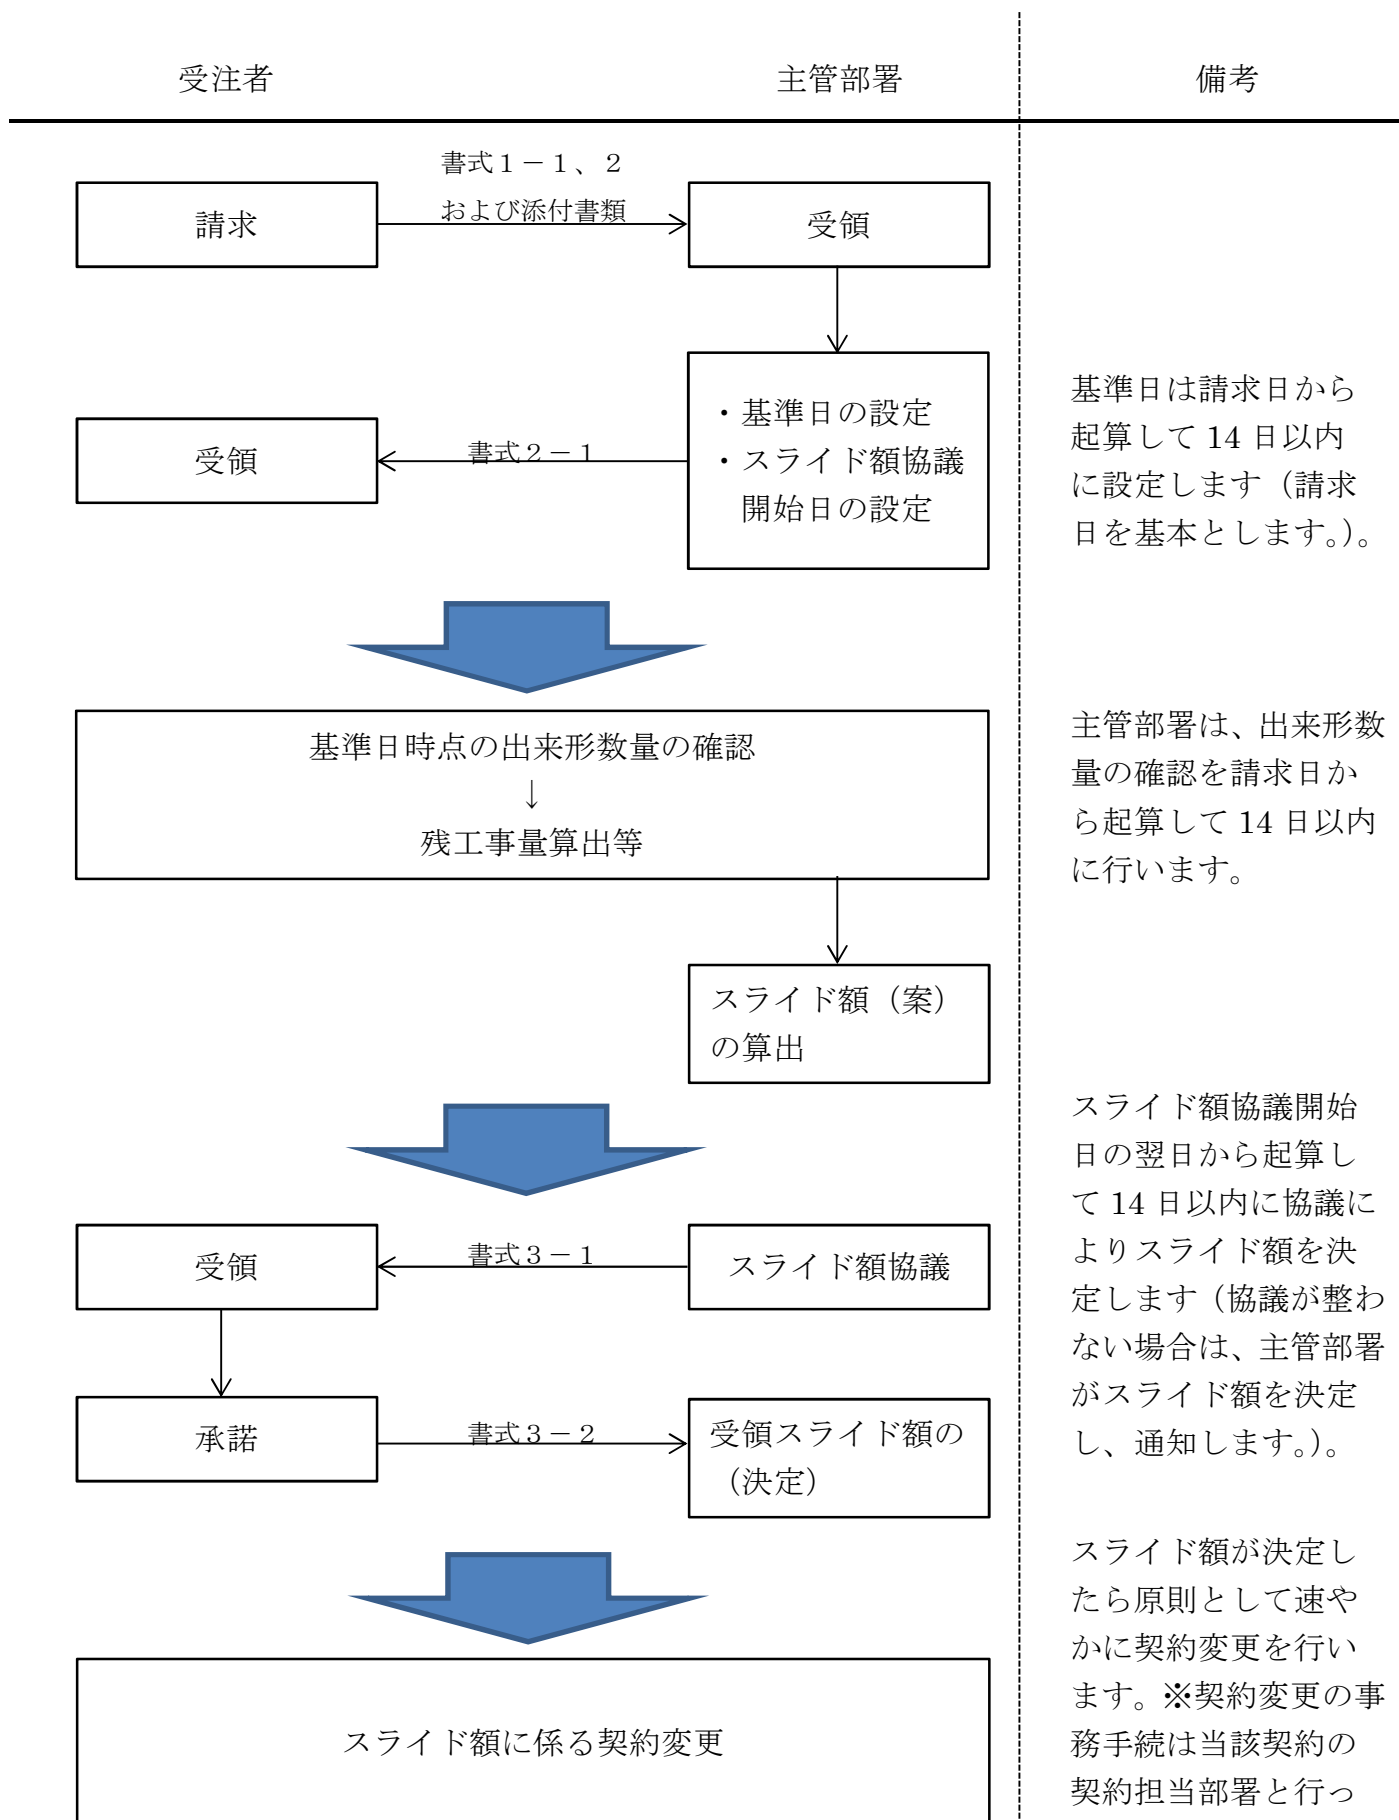 受注者
主管部署
備考
書式１－１、２
および添付書類
請求
受領
・基準日の設定
・スライド額協議
開始日の設定
書式２－１
受領
基準日は請求日から
起算して 14 日以内
に設定します（請求
日を基本とします。）。
基準日時点の出来形数量の確認
↓
残工事量算出等
主管部署は、出来形数
量の確認を請求日か
ら起算して 14 日以内
に行います。
スライド額（案）
の算出
受領
書式３－１
スライド額協議
承諾
書式３－２
受領スライド額の
（決定）
スライド額協議開始
日の翌日から起算し
て 14 日以内に協議に
よりスライド額を決
定します（協議が整わ
ない場合は、主管部署
がスライド額を決定
し、通知します。）。
スライド額に係る契約変更
スライド額が決定し
たら原則として速や
かに契約変更を行い
ます。※契約変更の事
務手続は当該契約の
契約担当部署と行っ